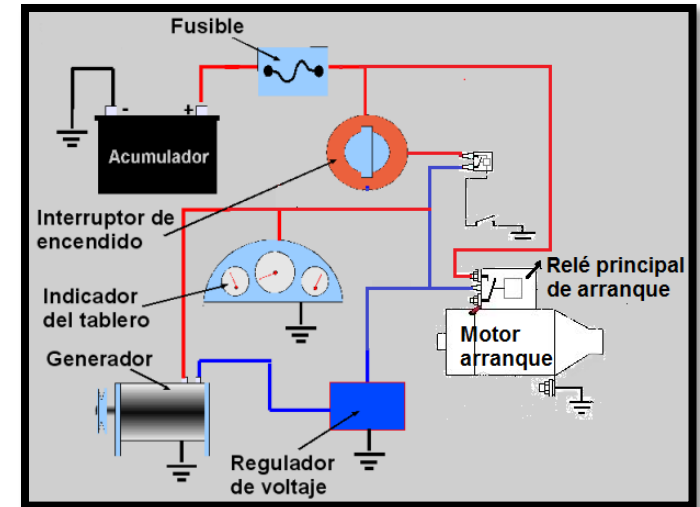 Fusible
-
+
Acumulador
Interruptor de
encendido
Indicador
del tablero
Relé principal
de arranque
Motor
arranque
Generador
Regulador
de voltaje